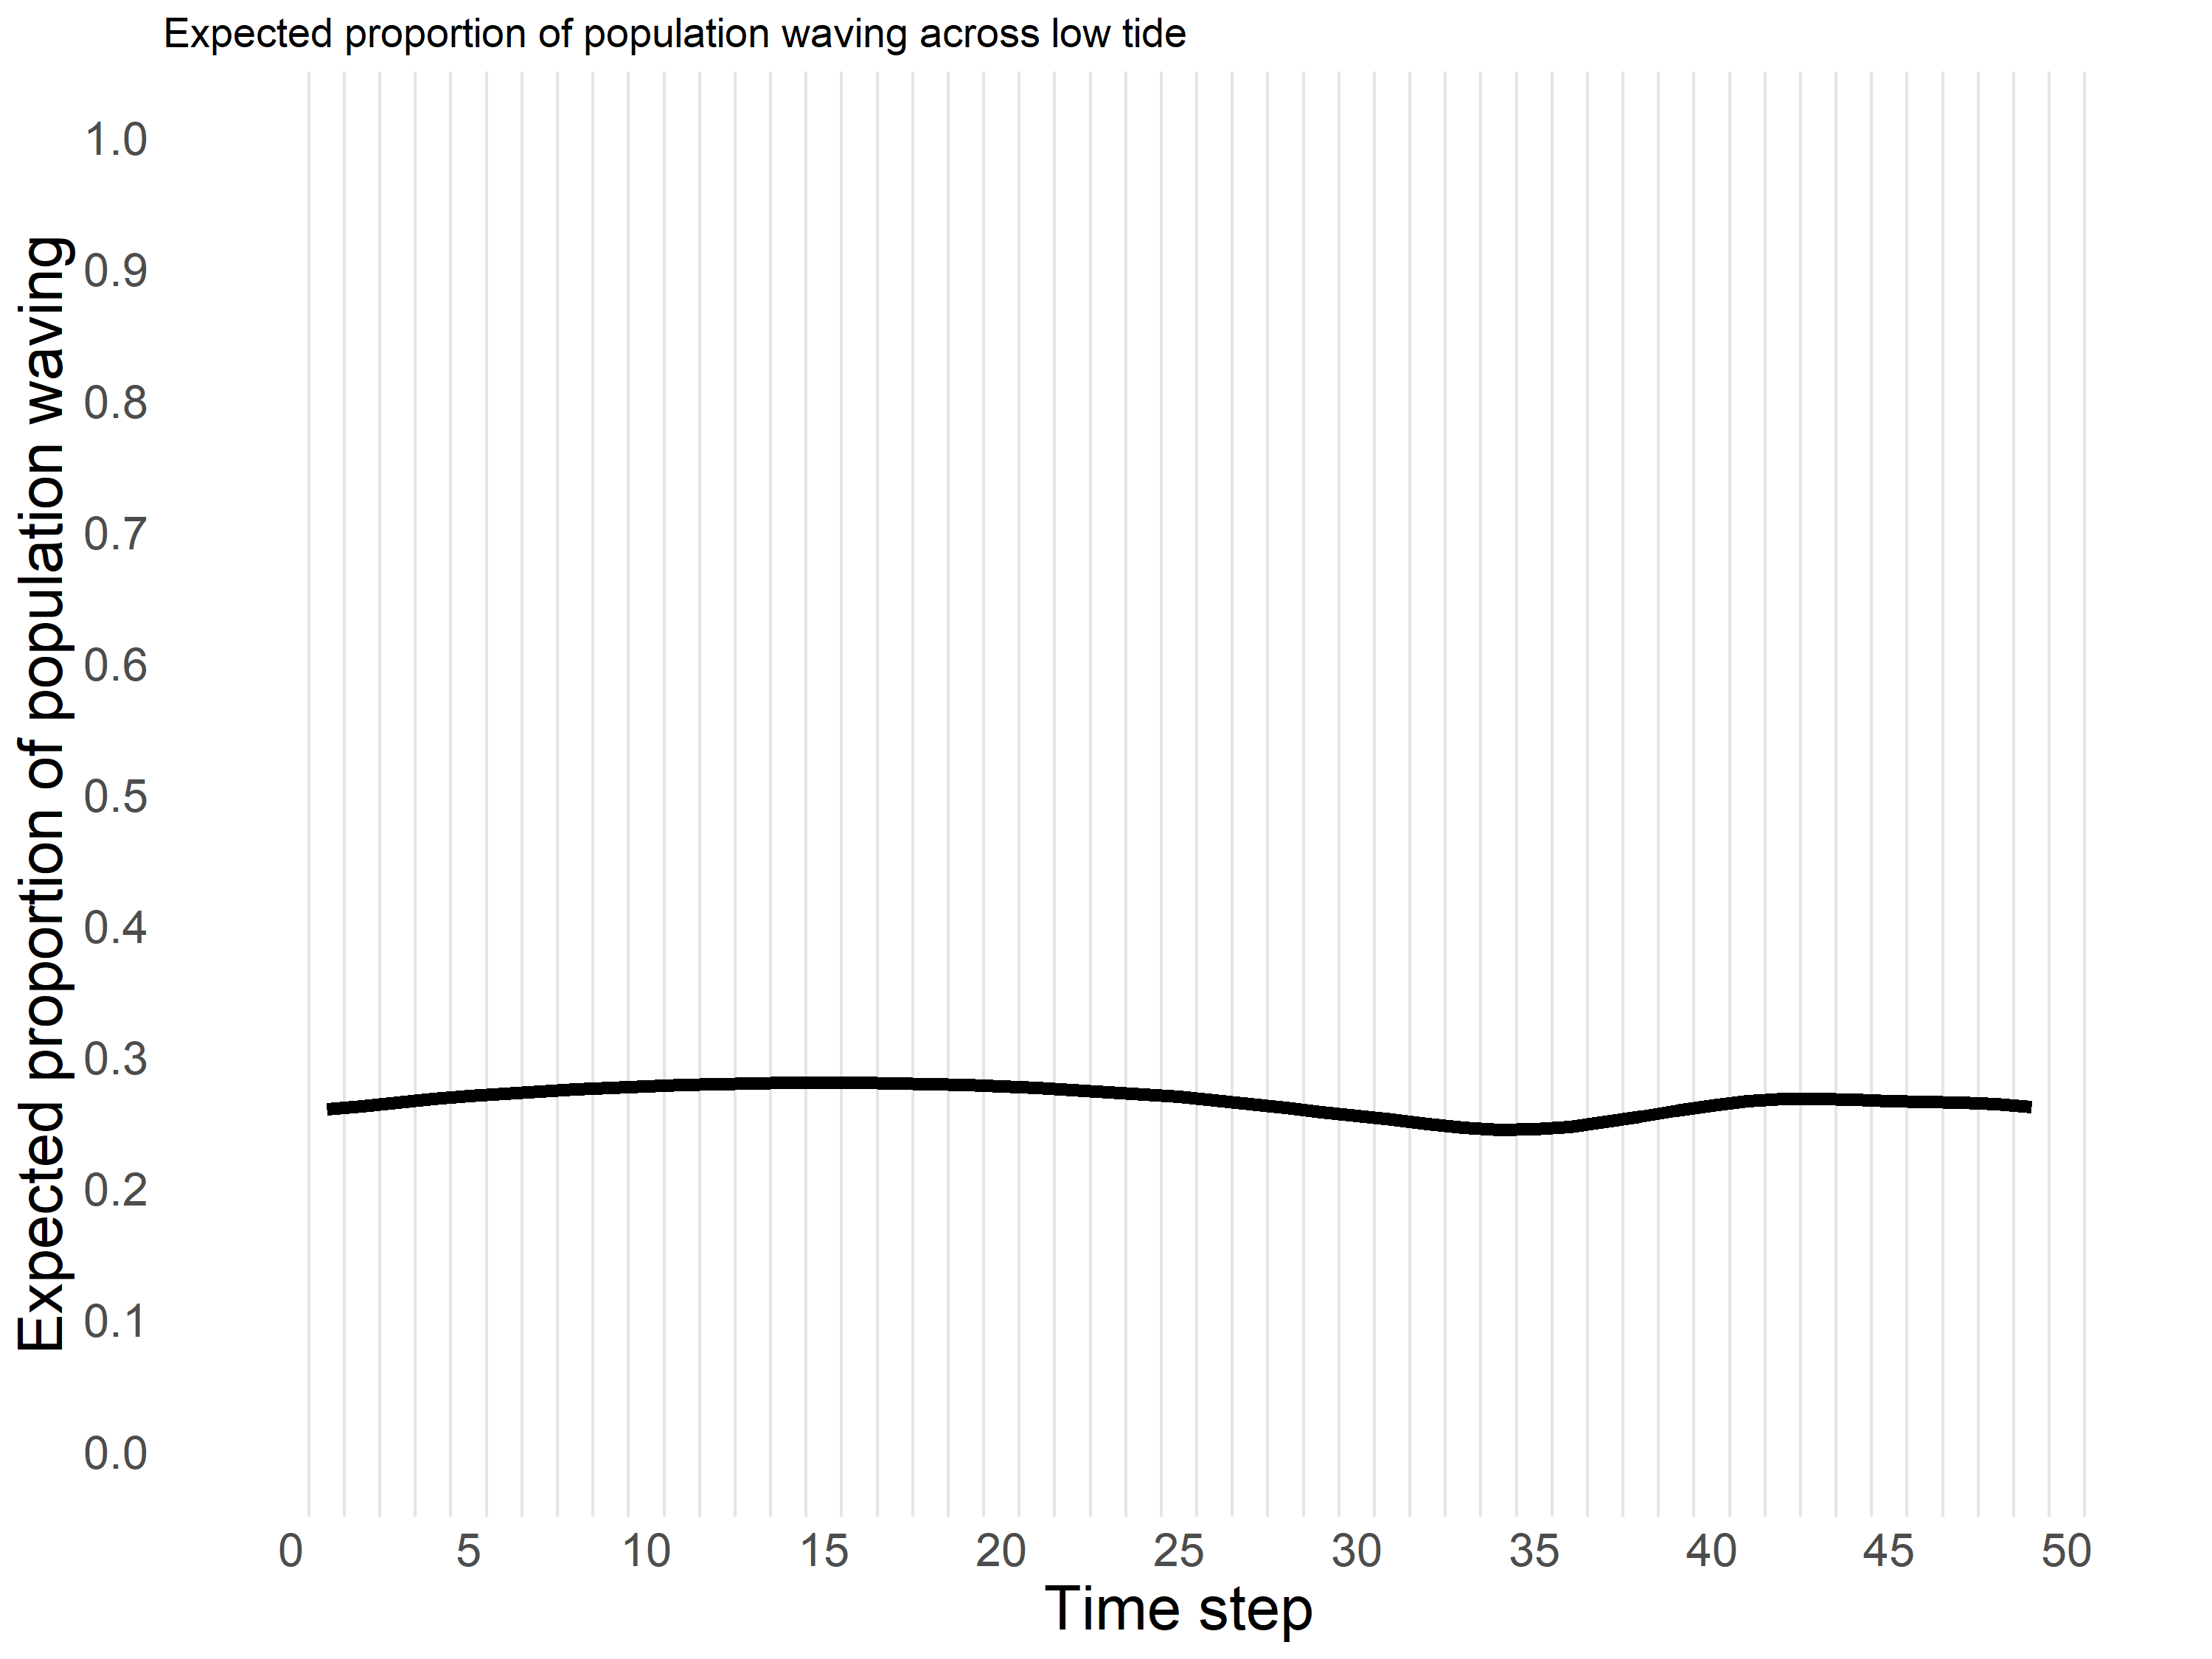 Expected proportion of population waving across low tide
Expected proportion of population waving
1.0
0.9
0.8
0.7
0.6
0.5
0.4
0.3
0.2
0.1
0.0
0 5 10 15 20 25 30 35 40 45 50
Time step